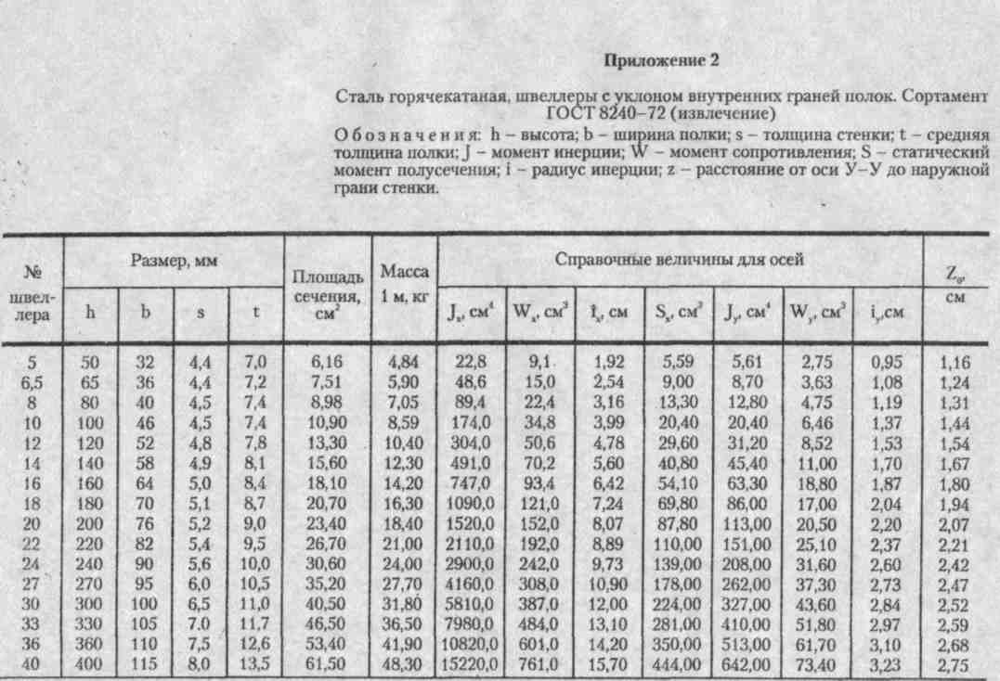 Приложение 2
Сталь горячекатаная, швеллеры с уклоном внутренних граней полок. Сортамент
ГОСТ 8240–72 (извлечение)
Обозначения: h – высота; b – ширина полки; s – толщина стенки; t – средняя
толщина полки; J – момент инерции; W – момент сопротивления; S – статический
момент полусечения; i – радиус инерции; z – расстояние от оси У–У до наружной
грани стенки.
№ швел-лера Размер, мм Площадь сечения, см² Масса 1 м, кг Справочные величины для осей Z₀, см
h b s t Jₓ, см⁴ Wₓ, см³ iₓ, см Sₓ, см³ Jᵧ, см⁴ Wᵧ, см³ iᵧ,см
5 50 32 4,4 7,0 6,16 4,84 22,8 9,1 1,92 5,59 5,61 2,75 0,95 1,16
6,5 65 36 4,4 7,2 7,51 5,90 48,6 15,0 2,54 9,00 8,70 3,63 1,08 1,24
8 80 40 4,5 7,4 8,98 7,05 89,4 22,4 3,16 13,30 12,80 4,75 1,19 1,31
10 100 46 4,5 7,4 10,90 8,59 174,0 34,8 3,99 20,40 20,40 6,46 1,37 1,44
12 120 52 4,8 7,8 13,30 10,40 304,0 50,6 4,78 29,60 31,20 8,52 1,53 1,54
14 140 58 4,9 8,1 15,60 12,30 491,0 70,2 5,60 40,80 45,40 11,00 1,70 1,67
16 160 64 5,0 8,4 18,10 14,20 747,0 93,4 6,42 54,10 63,30 18,80 1,87 1,80
18 180 70 5,1 8,7 20,70 16,30 1090,0 121,0 7,24 69,80 86,00 17,00 2,04 1,94
20 200 76 5,2 9,0 23,40 18,40 1520,0 152,0 8,07 87,80 113,00 20,50 2,20 2,07
22 220 82 5,4 9,5 26,70 21,00 2110,0 192,0 8,89 110,00 151,00 25,10 2,37 2,21
24 240 90 5,6 10,0 30,60 24,00 2900,0 242,0 9,73 139,00 208,00 31,60 2,60 2,42
27 270 95 6,0 10,5 35,20 27,70 4160,0 308,0 10,90 178,00 262,00 37,30 2,73 2,47
30 300 100 6,5 11,0 40,50 31,80 5810,0 387,0 12,00 224,00 327,00 43,60 2,84 2,52
33 330 105 7.0 11,7 46,50 36,50 7980,0 484,0 13,10 281,00 410,00 51,80 2,97 2,59
36 360 110 7,5 12,6 53,40 41,90 10820,0 601,0 14,20 350,00 513,00 61,70 3,10 2,68
40 400 115 8,0 13,5 61,50 48,30 15220,0 761,0 15,70 444,00 642,00 73,40 3,23 2,75